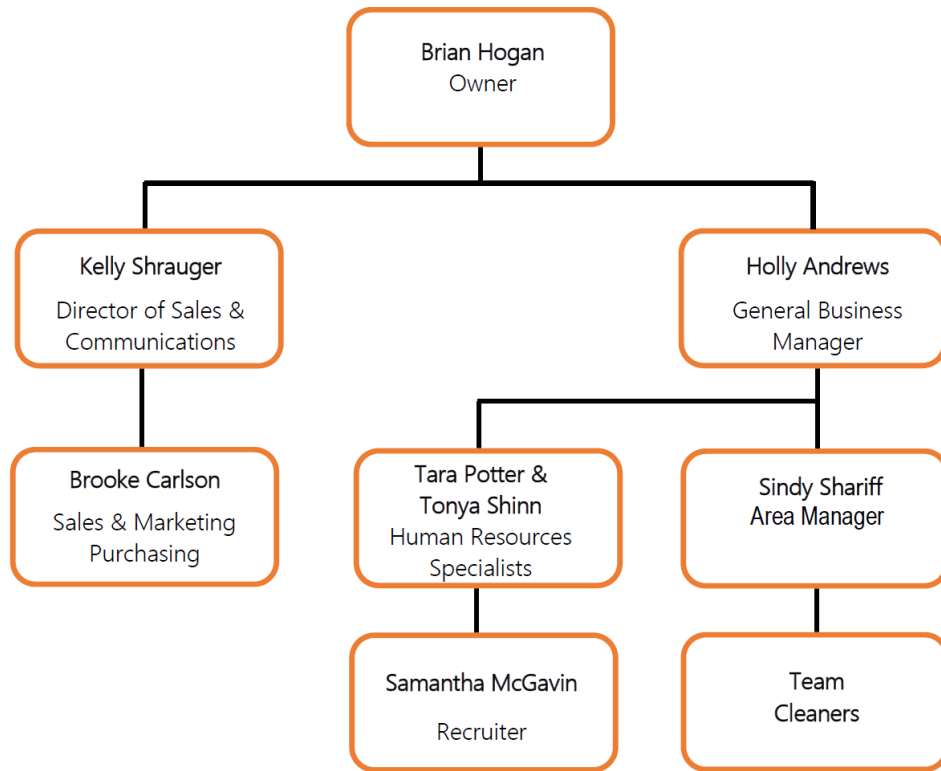 Brian Hogan
Owner
Kelly Shrauger
Director of Sales &
Communications
Holly Andrews
General Business
Manager
Brooke Carlson
Sales & Marketing
Purchasing
Tara Potter &
Tonya Shinn
Human Resources
Specialists
Sindy Shariff
Area Manager
Samantha McGavin
Recruiter
Team
Cleaners